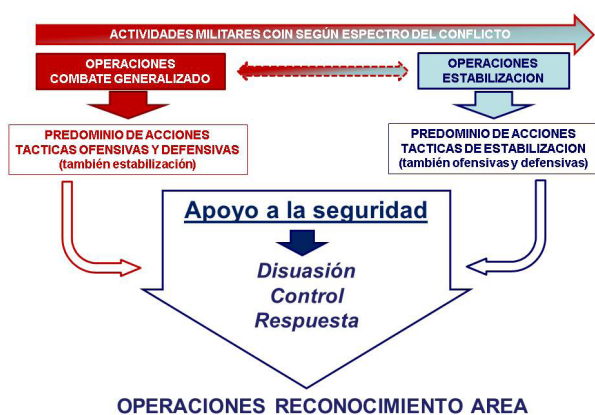 ACTIVIDADES MILITARES COIN SEGÚN ESPECTRO DEL CONFLICTO
OPERACIONES
COMBATE GENERALIZADO
OPERACIONES
ESTABILIZACION
PREDOMINIO DE ACCIONES
TACTICAS OFENSIVAS Y DEFENSIVAS
(también estabilización)
PREDOMINIO DE ACCIONES
TACTICAS DE ESTABILIZACION
(también ofensivas y defensivas)
Apoyo a la seguridad
Disuasión
Control
Respuesta
OPERACIONES RECONOCIMIENTO AREA